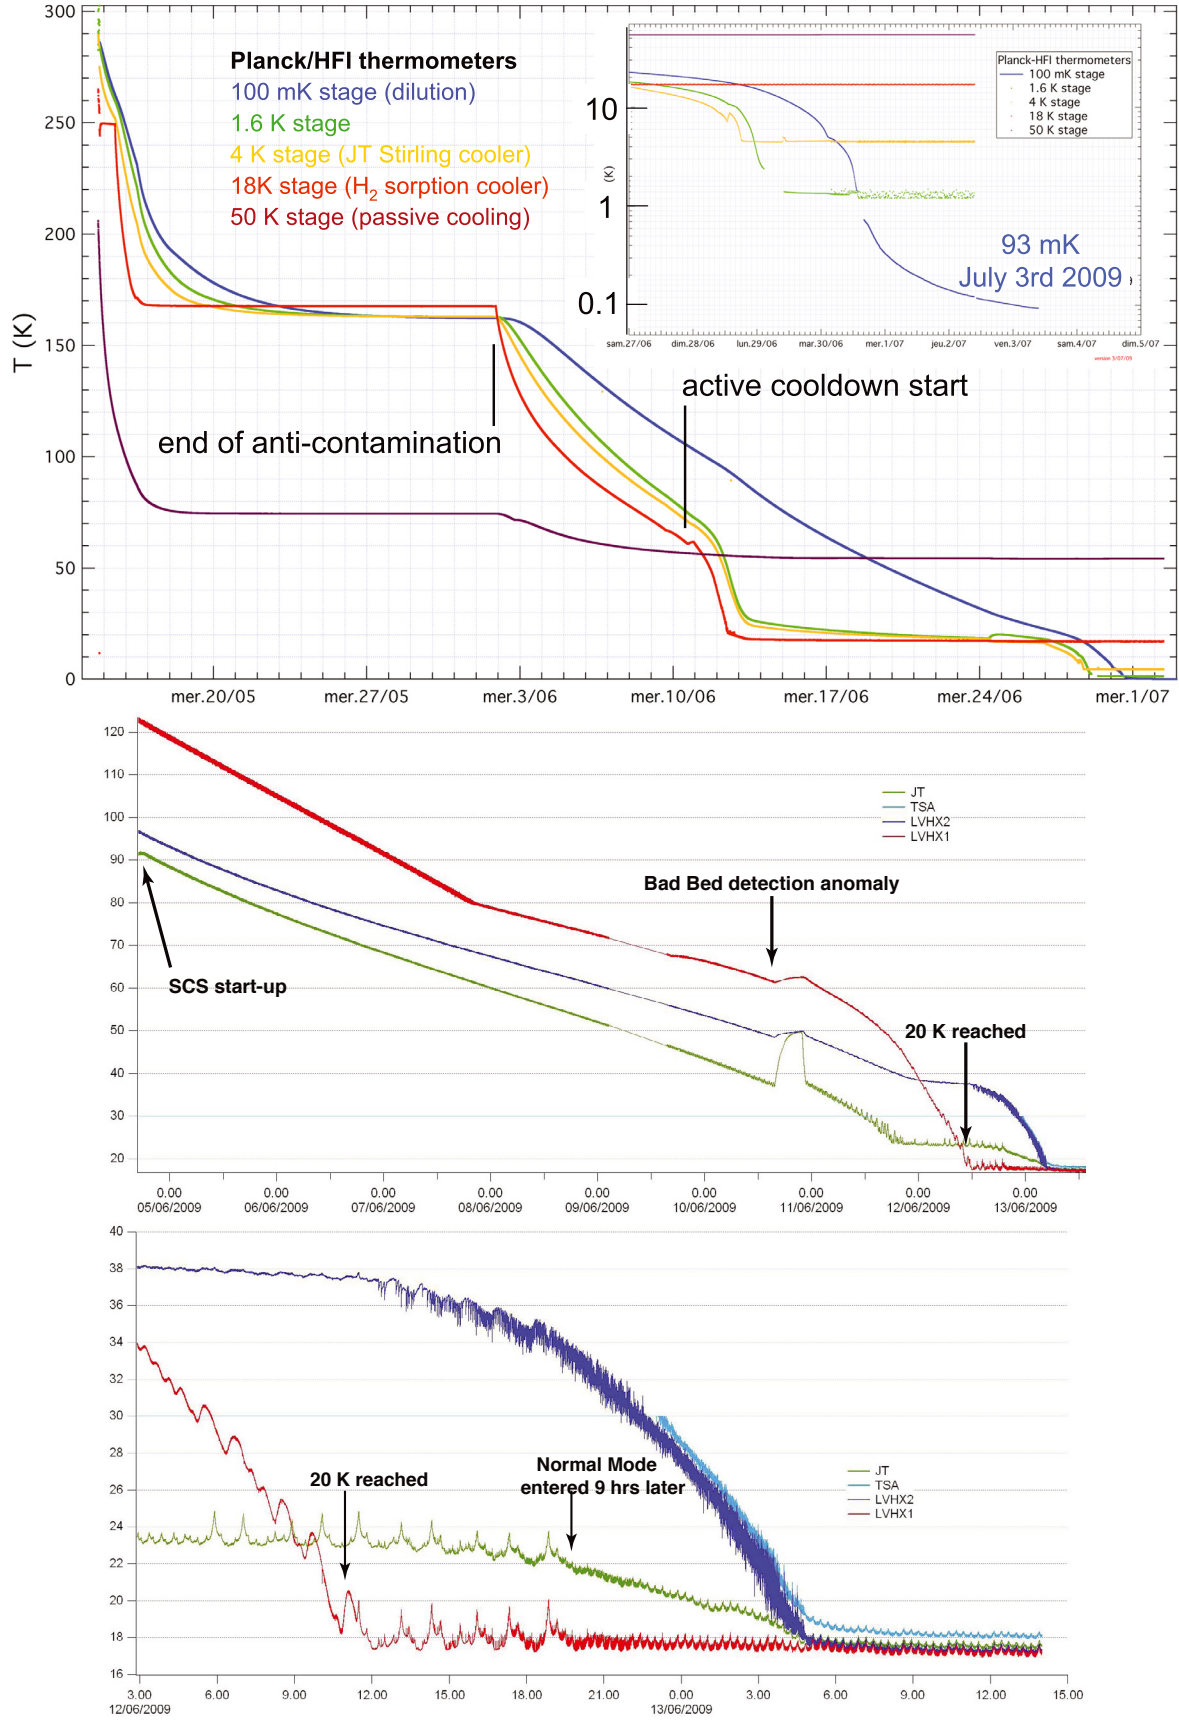 300
250
200
150
100
50
0
T (K)
Planck/HFI thermometers
100 mK stage (dilution)
1.6 K stage
4 K stage (JT Stirling cooler)
18K stage (H2 sorption cooler)
50 K stage (passive cooling)
end of anti-contamination
active cooldown start
mer.20/05
mer.27/05
mer.3/06
mer.10/06
mer.17/06
mer.24/06
mer.1/07
10
1
0.1
(K)
Planck-HFI thermometers
100 mK stage
1.6 K stage
4 K stage
18 K stage
50 K stage
93 mK
July 3rd 2009
sam.27/06
dim.28/06
lun.29/06
mar.30/06
mer.1/07
jeu.2/07
ven.3/07
sam.4/07
dim.5/07
version 3/07/09
120
110
100
90
80
70
60
50
40
30
20
JT
TSA
LVHX2
LVHX1
SCS start-up
Bad Bed detection anomaly
20 K reached
0.00
05/06/2009
0.00
06/06/2009
0.00
07/06/2009
0.00
08/06/2009
0.00
09/06/2009
0.00
10/06/2009
0.00
11/06/2009
0.00
12/06/2009
0.00
13/06/2009
40
38
36
34
32
30
28
26
24
22
20
18
16
20 K reached
Normal Mode
entered 9 hrs later
JT
TSA
LVHX2
LVHX1
3.00
12/06/2009
6.00
9.00
12.00
15.00
18.00
21.00
0.00
13/06/2009
3.00
6.00
9.00
12.00
15.00